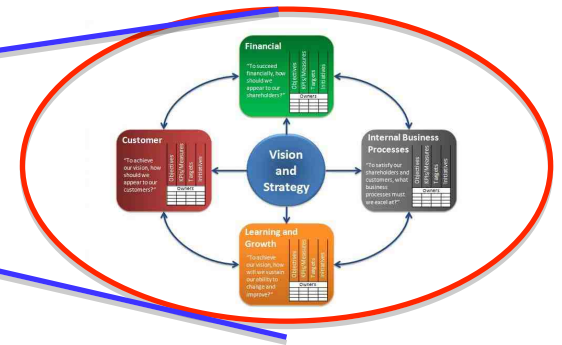 Financial
"To succeed
financially, how
should we
appear to our
shareholders?"
Objectives
KPIs/Measures
Targets
Initiatives
Owners
Customer
"To achieve
our vision, how
should we
appear to our
customers?"
Objectives
KPIs/Measures
Targets
Initiatives
Owners
Vision
and
Strategy
Internal Business
Processes
"To satisfy our
shareholders and
customers, what
business
processes must
we excel at?"
Objectives
KPIs/Measures
Targets
Initiatives
Owners
Learning and
Growth
"To achieve
our vision, how
will we sustain
our ability to
change and
improve?"
Objectives
KPIs/Measures
Targets
Initiatives
Owners